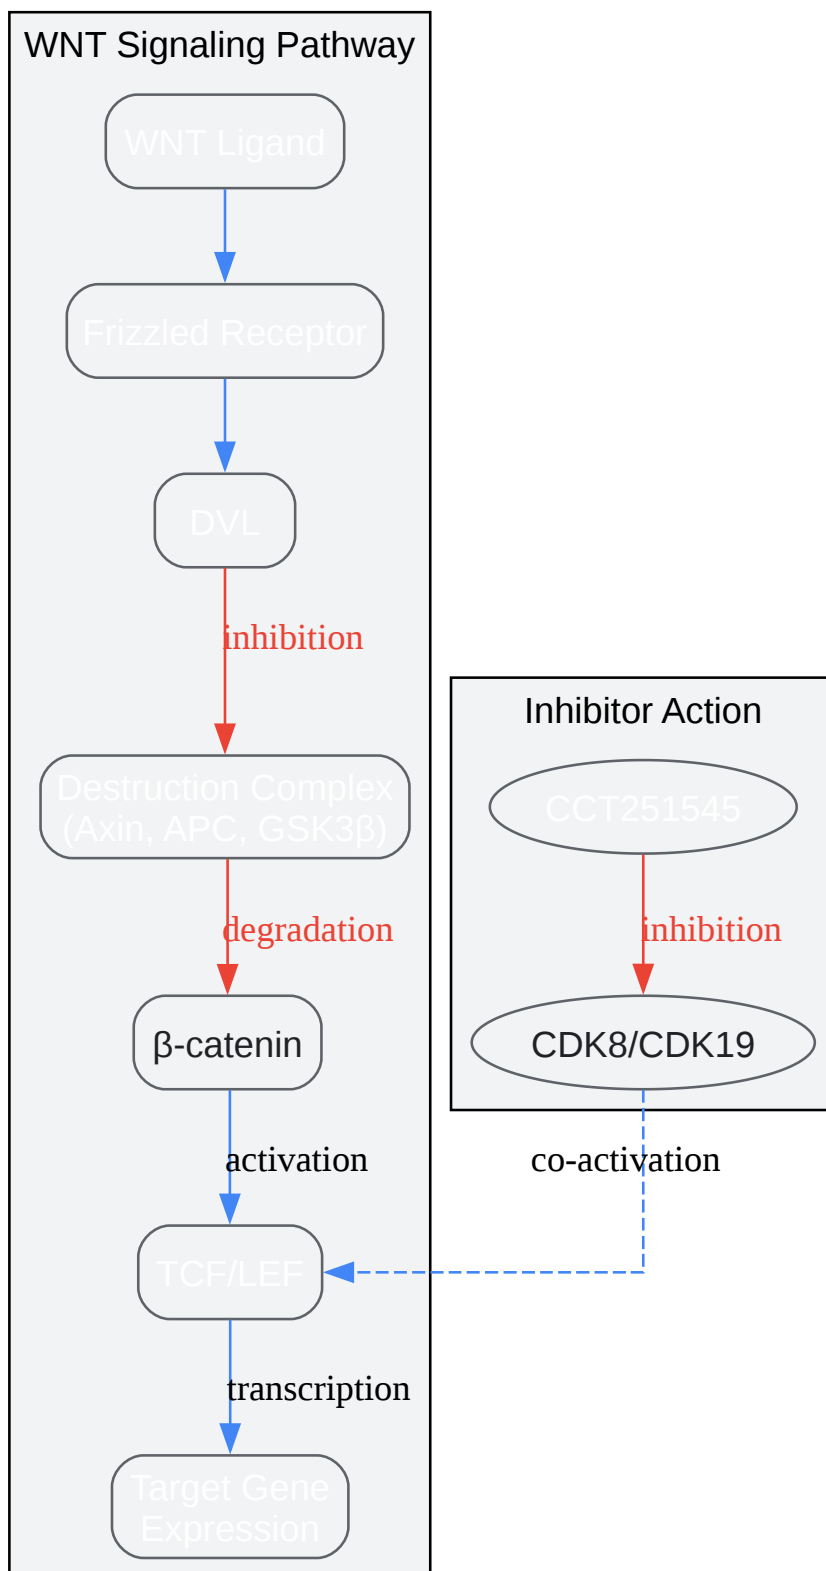 WNT Signaling Pathway
WNT Ligand
Frizzled Receptor
DVL
inhibition
Destruction Complex
(Axin, APC, GSK3β)
degradation
β-catenin
activation
TCF/LEF
transcription
Target Gene
Expression
Inhibitor Action
CCT251545
inhibition
CDK8/CDK19
co-activation